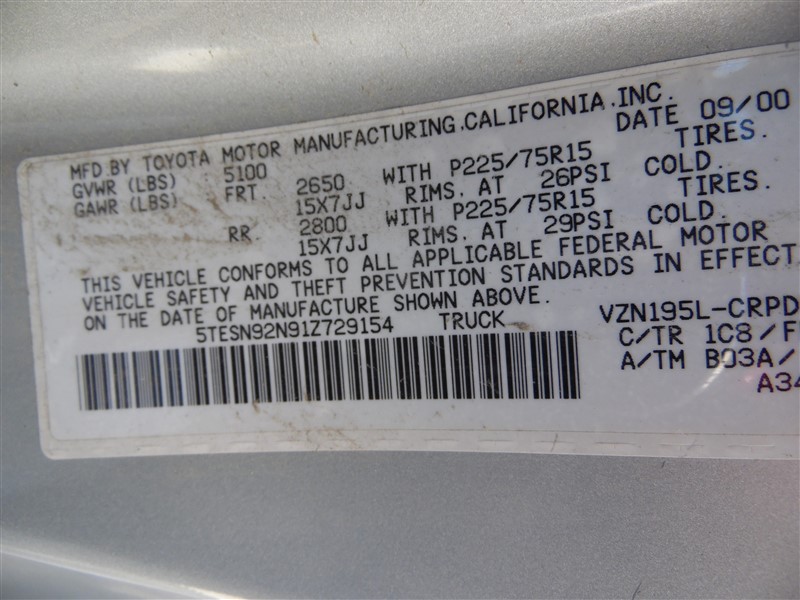 MFD.BY TOYOTA MOTOR MANUFACTURING.CALIFORNIA.INC.
GVWR (LBS) 5100 DATE 09/00
GAWR (LBS) FRT. 2650 WITH P225/75R15 TIRES.
15X7JJ RIMS. AT 26PSI COLD.
RR. 2800 WITH P225/75R15 TIRES.
15X7JJ RIMS. AT 29PSI COLD.
THIS VEHICLE CONFORMS TO ALL APPLICABLE FEDERAL MOTOR
VEHICLE SAFETY AND THEFT PREVENTION STANDARDS IN EFFECT
ON THE DATE OF MANUFACTURE SHOWN ABOVE.
5TESN92N91Z729154 TRUCK VZN195L-CRPD
C/TR 1C8/F
A/TM B03A/
A34